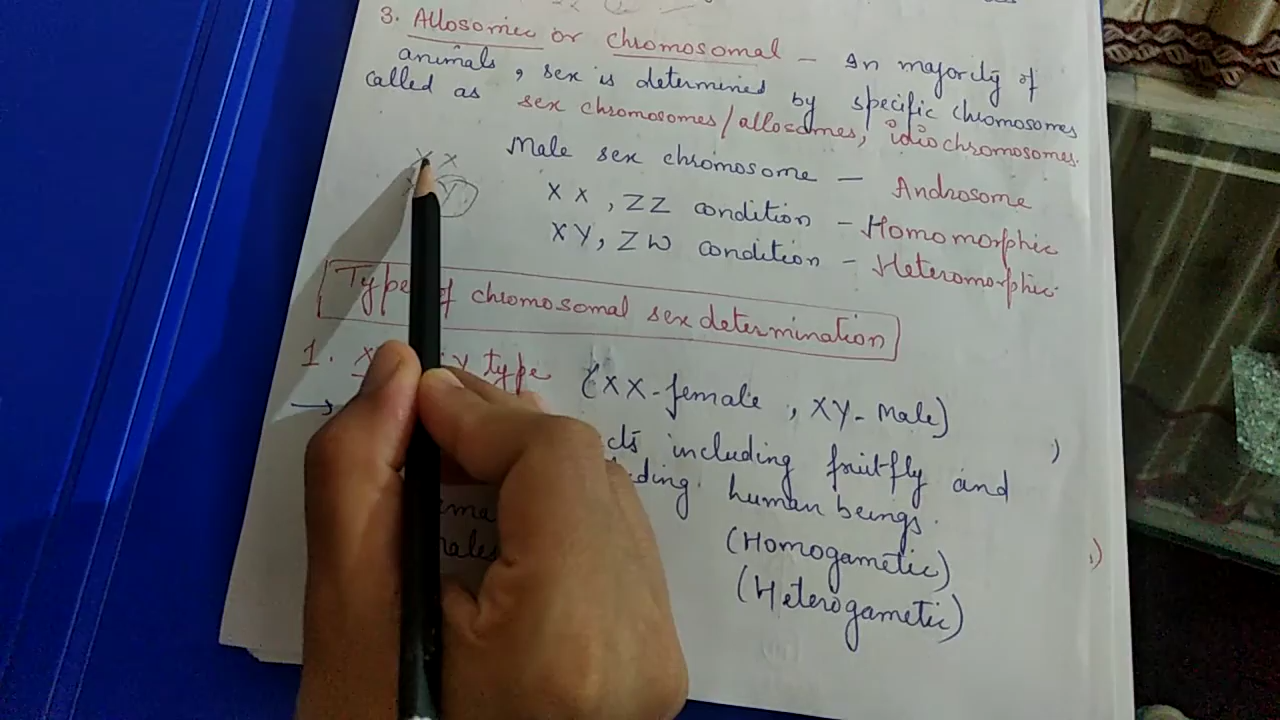 3. Allosomic or chromosomal – In majority of
animals, sex is determined by specific chromosomes
called as sex chromosomes/allosomes, idiochromosomes.
X X
Y
Male sex chromosome – Androsome
XX, ZZ condition - Homomorphic
XY, ZW condition - Heteromorphic.
Type of chromosomal sex determination
1. type (XX-female, XY-Male)
→
including fruitfly and
human beings.
(Homogametic)
(Heterogametic)